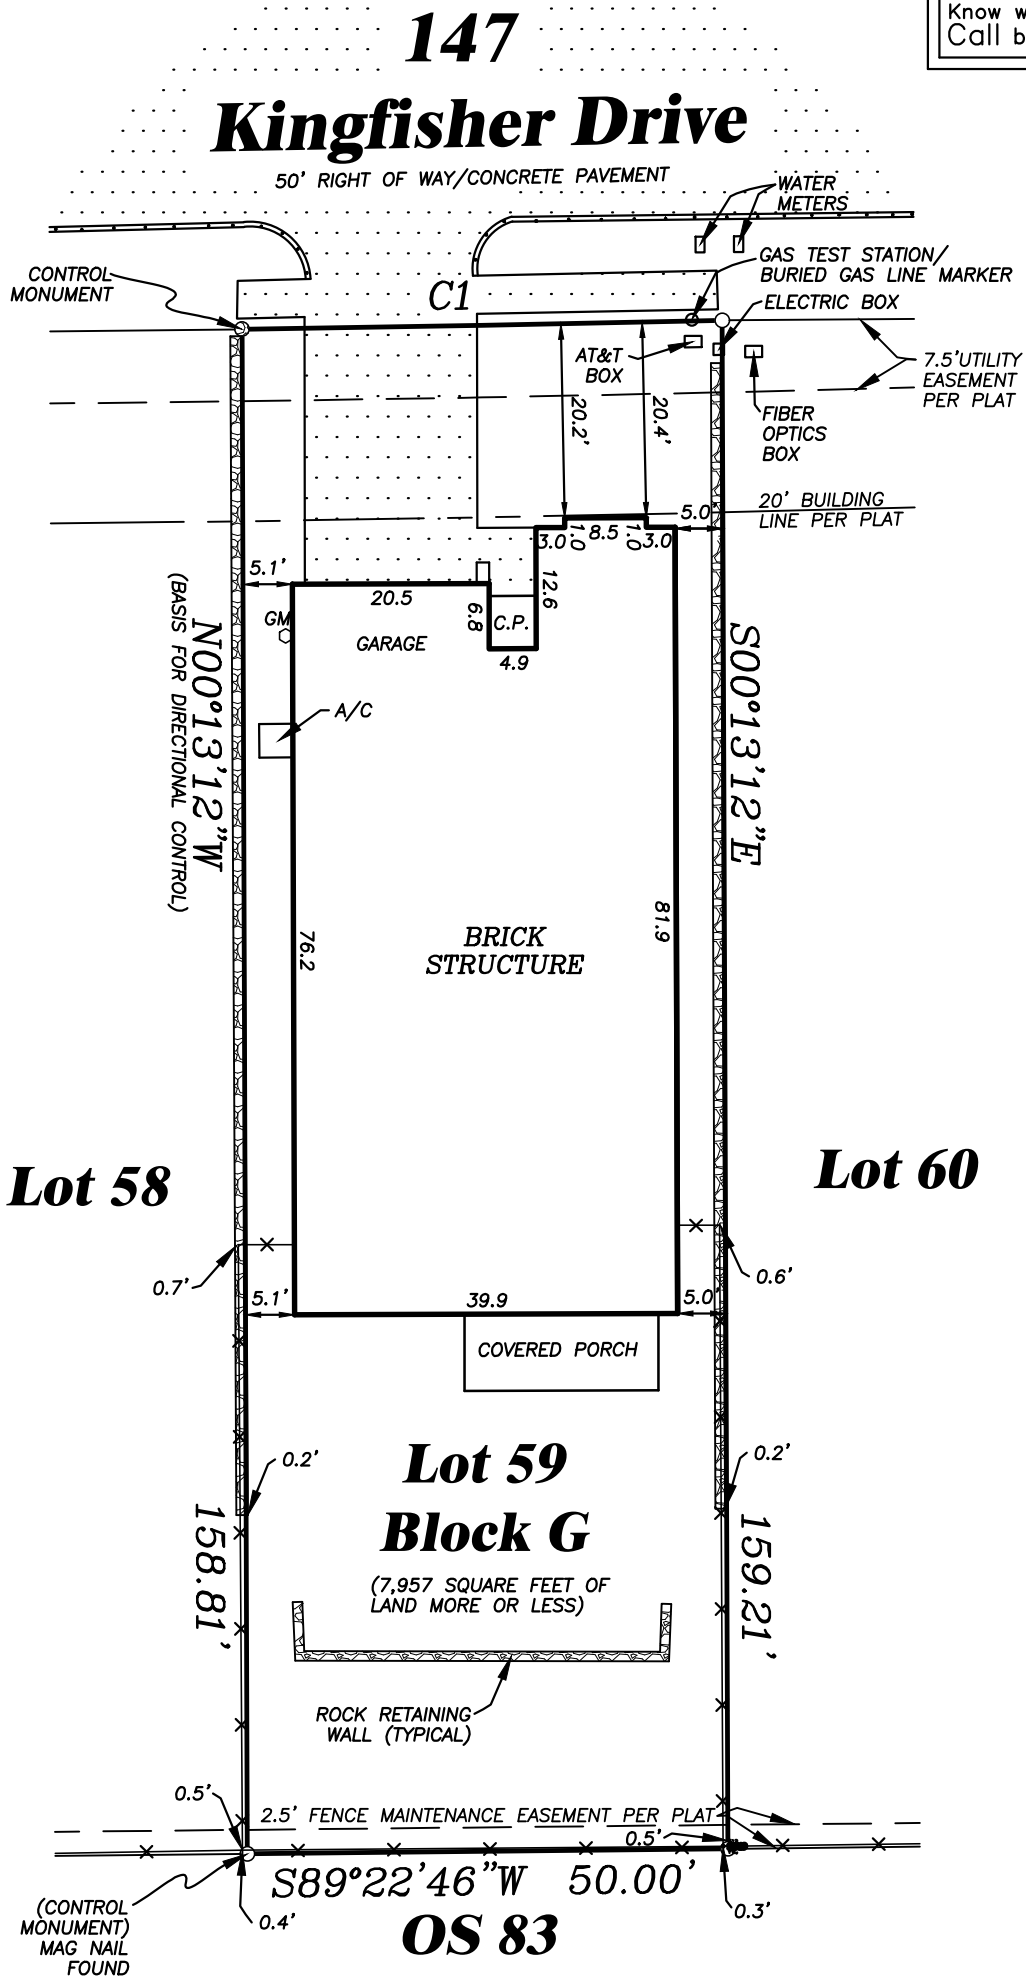 Know w
Call b
147
Kingfisher Drive
50' RIGHT OF WAY/CONCRETE PAVEMENT
WATER
METERS
GAS TEST STATION/
BURIED GAS LINE MARKER
CONTROL
MONUMENT
C1
ELECTRIC BOX
AT&T
BOX
7.5'UTILITY
EASEMENT
PER PLAT
20.2'
20.4'
FIBER
OPTICS
BOX
20' BUILDING
LINE PER PLAT
5.0'
3.0
1.0
8.5
1.0
3.0
5.1'
20.5
12.6
6.8
C.P.
4.9
GM
GARAGE
A/C
N00°13'12"W
(BASIS FOR DIRECTIONAL CONTROL)
S00°13'12"E
76.2
81.9
BRICK
STRUCTURE
Lot 58
Lot 60
0.7'
0.6'
5.1'
39.9
5.0'
COVERED PORCH
0.2'
0.2'
Lot 59
Block G
(7,957 SQUARE FEET OF
LAND MORE OR LESS)
158.81'
159.21'
ROCK RETAINING
WALL (TYPICAL)
0.5'
2.5' FENCE MAINTENANCE EASEMENT PER PLAT
0.5'
S89°22'46"W 50.00'
(CONTROL
MONUMENT)
MAG NAIL
FOUND
0.4'
0.3'
OS 83